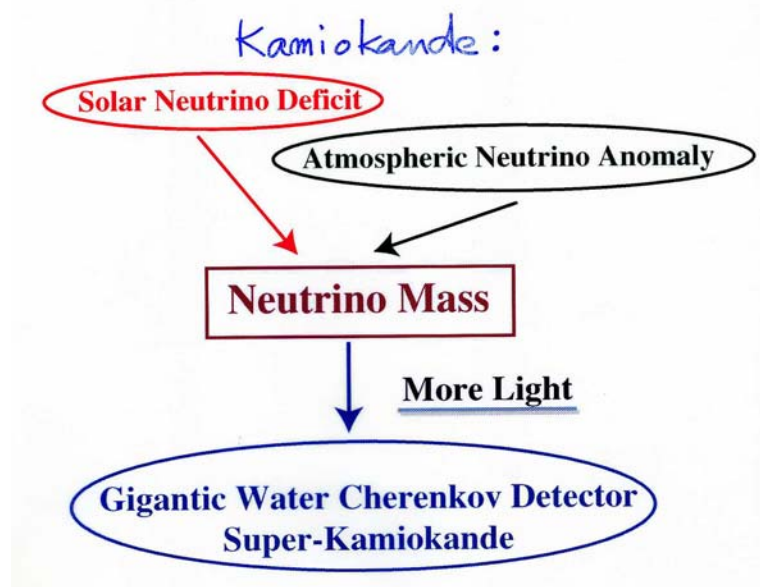 Kamiokande:
Solar Neutrino Deficit
Atmospheric Neutrino Anomaly
Neutrino Mass
More Light
Gigantic Water Cherenkov Detector
Super-Kamiokande